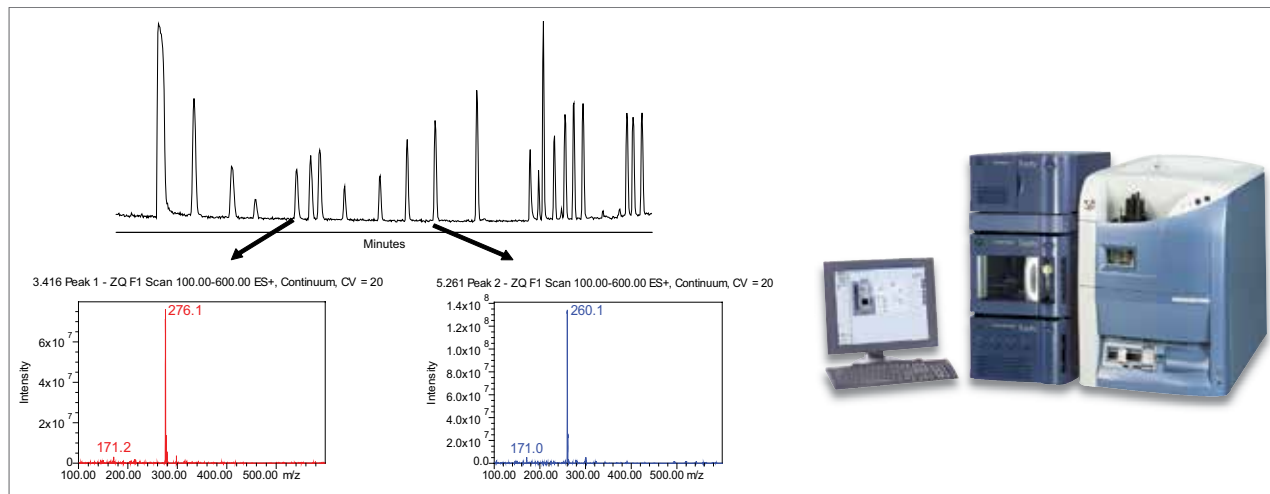 Minutes
3.416 Peak 1 - ZQ F1 Scan 100.00-600.00 ES+, Continuum, CV = 20
276.1
6x10 7
4x10 7
2x10 7
0
Intensity
171.2
100.00 200.00 300.00 400.00 500.00 m/z
5.261 Peak 2 - ZQ F1 Scan 100.00-600.00 ES+, Continuum, CV = 20
260.1
1.4x10 8
1.2x10 8
1.0x10 8
8.0x10 7
6.0x10 7
4.0x10 7
2.0x10 7
0.0
Intensity
171.0
100.00 200.00 300.00 400.00 500.00 m/z